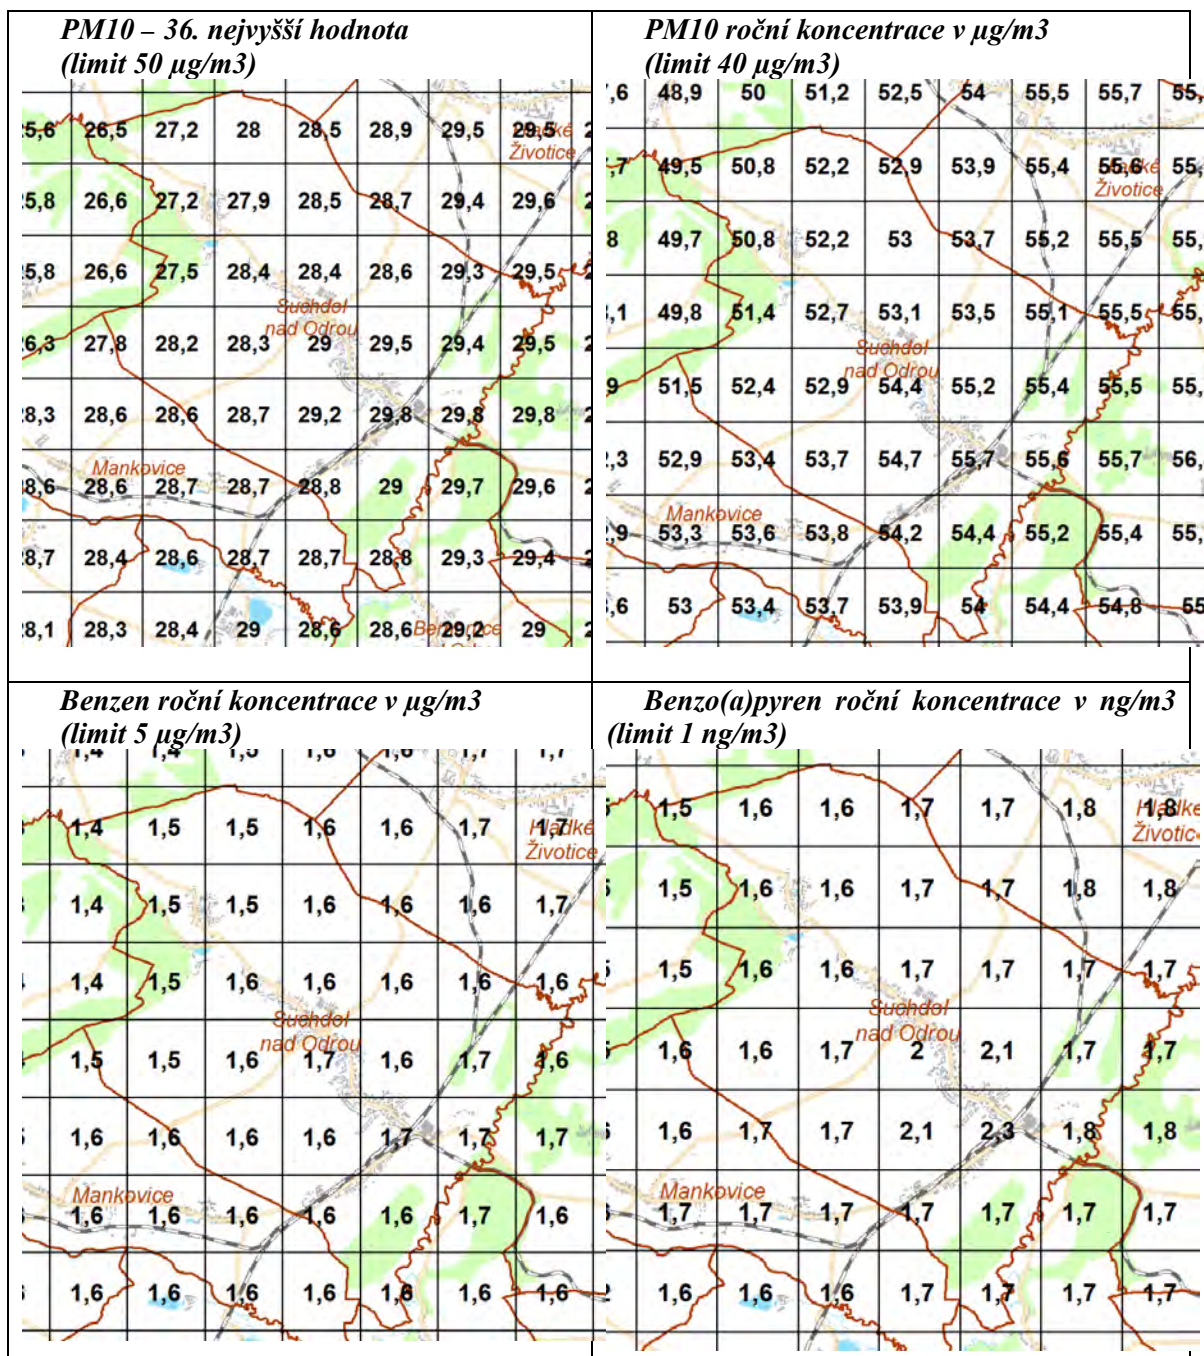 PM10 – 36. nejvyšší hodnota
(limit 50 µg/m3)
26,5 27,2 28 28,5 28,9 29,5 29,5
Životice
26,6 27,2 27,9 28,5 28,7 29,4 29,6
26,6 27,5 28,4 28,4 28,6 29,3 29,5
Suchdol
nad Odrou
27,8 28,2 28,3 29 29,5 29,4 29,5
28,6 28,6 28,7 29,2 29,8 29,8 29,8
Mankovice
28,6 28,7 28,7 28,8 29 29,7 29,6
28,4 28,6 28,7 28,7 28,8 29,3 29,4
28,3 28,4 29 28,6 28,6 29,2 29
PM10 roční koncentrace v µg/m3
(limit 40 µg/m3)
48,9 50 51,2 52,5 54 55,5 55,7
49,5 50,8 52,2 52,9 53,9 55,4 55,6
Životice
49,7 50,8 52,2 53 53,7 55,2 55,5
49,8 51,4 52,7 53,1 53,5 55,1 55,5
Suchdol
nad Odrou
51,5 52,4 52,9 54,4 55,2 55,4 55,5
52,9 53,4 53,7 54,7 55,7 55,6 55,7
Mankovice
53,3 53,6 53,8 54,2 54,4 55,2 55,4
53 53,4 53,7 53,9 54 54,4 54,8 55
Benzen roční koncentrace v µg/m3
(limit 5 µg/m3)
1,4 1,4 1,5 1,6 1,6 1,7 1,7
1,4 1,5 1,5 1,6 1,6 1,7 1,7
Hladké
Životice
1,4 1,5 1,5 1,6 1,6 1,6 1,7
1,4 1,5 1,6 1,6 1,6 1,6 1,6
Suchdol
nad Odrou
1,5 1,5 1,6 1,7 1,6 1,7 1,6
1,6 1,6 1,6 1,6 1,7 1,7 1,7
Mankovice
1,6 1,6 1,6 1,6 1,6 1,7 1,6
1,6 1,6 1,6 1,6 1,6 1,6 1,6
Benzo(a)pyren roční koncentrace v ng/m3
(limit 1 ng/m3)
1,5 1,6 1,6 1,7 1,7 1,8 1,8
Hladké
1,5 1,6 1,6 1,7 1,7 1,8 1,8
1,5 1,6 1,6 1,7 1,7 1,7 1,7
Suchdol
nad Odrou
1,6 1,6 1,7 2 2,1 1,7 1,7
1,6 1,7 1,7 2,1 2,3 1,8 1,8
Mankovice
1,7 1,7 1,7 1,7 1,7 1,7 1,7
1,6 1,6 1,6 1,7 1,7 1,7 1,7